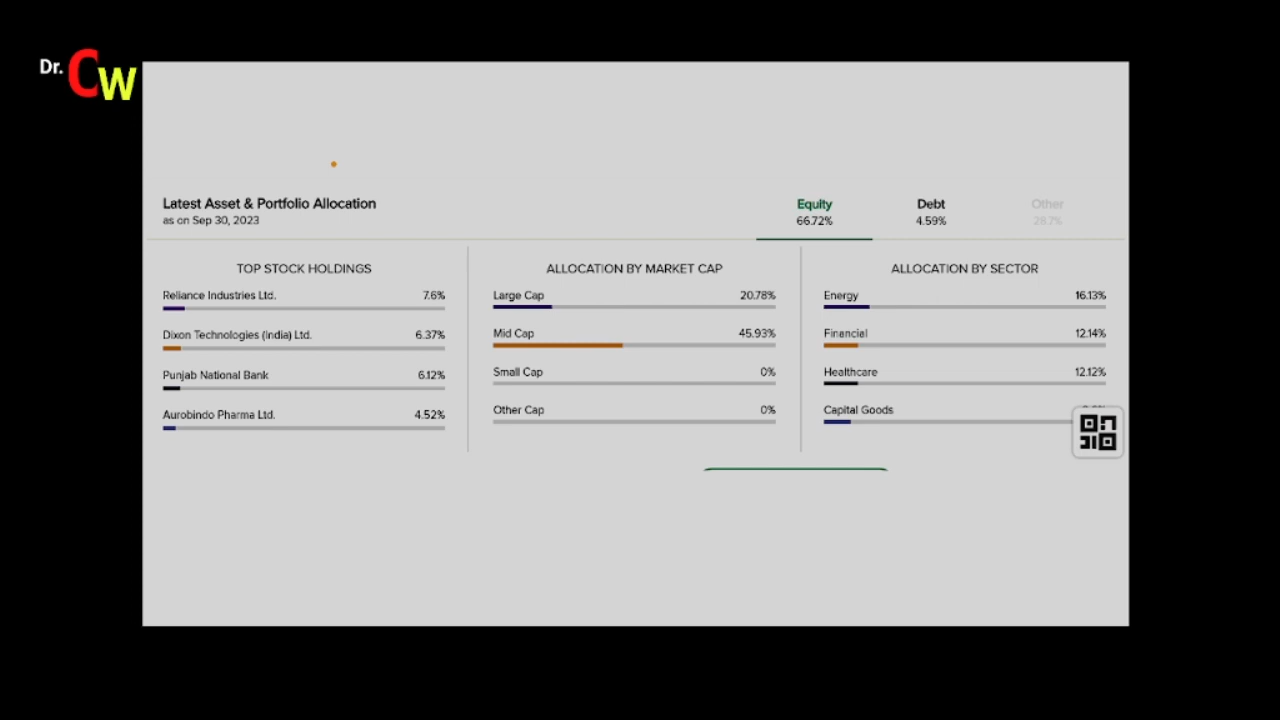 Dr. CW
Latest Asset & Portfolio Allocation
as on Sep 30, 2023
Equity
66.72%
Debt
4.59%
Other
28.7%
TOP STOCK HOLDINGS
Reliance Industries Ltd. 7.6%
Dixon Technologies (India) Ltd. 6.37%
Punjab National Bank 6.12%
Aurobindo Pharma Ltd. 4.52%
ALLOCATION BY MARKET CAP
Large Cap 20.78%
Mid Cap 45.93%
Small Cap 0%
Other Cap 0%
ALLOCATION BY SECTOR
Energy 16.13%
Financial 12.14%
Healthcare 12.12%
Capital Goods